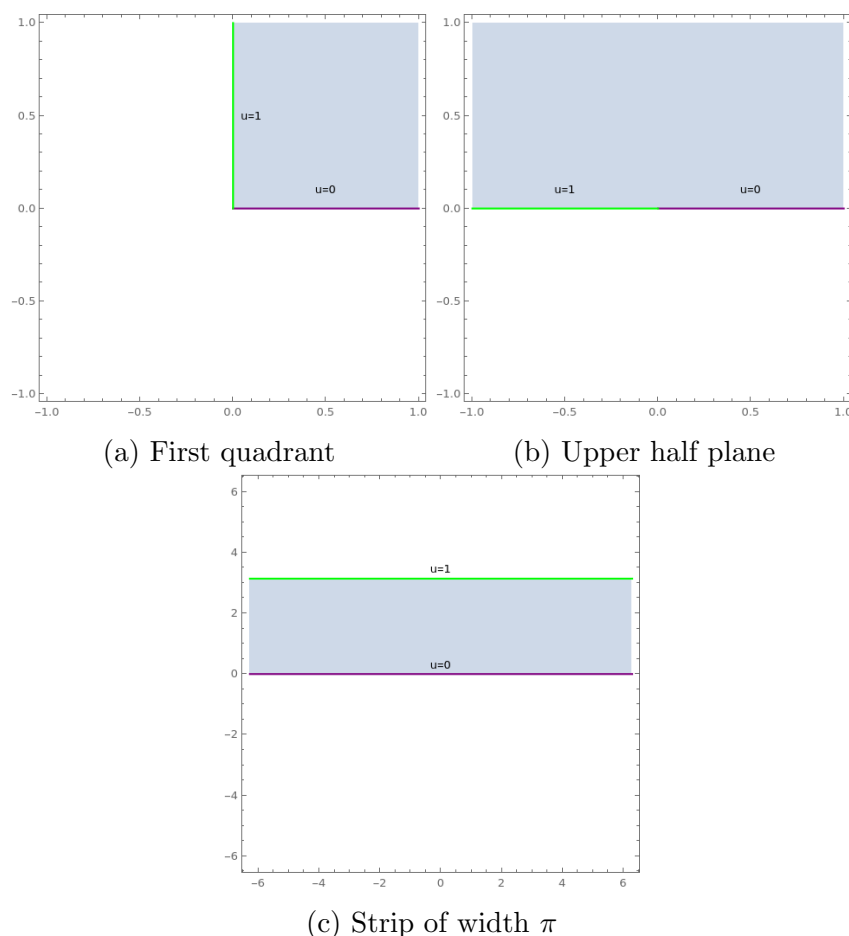 1.0
0.5
0.0
−0.5
−1.0
−1.0 −0.5 0.0 0.5 1.0
u=1
u=0
(a) First quadrant
1.0
0.5
0.0
−0.5
−1.0
−1.0 −0.5 0.0 0.5 1.0
u=1 u=0
(b) Upper half plane
6
4
2
0
−2
−4
−6
−6 −4 −2 0 2 4 6
u=1
u=0
(c) Strip of width π